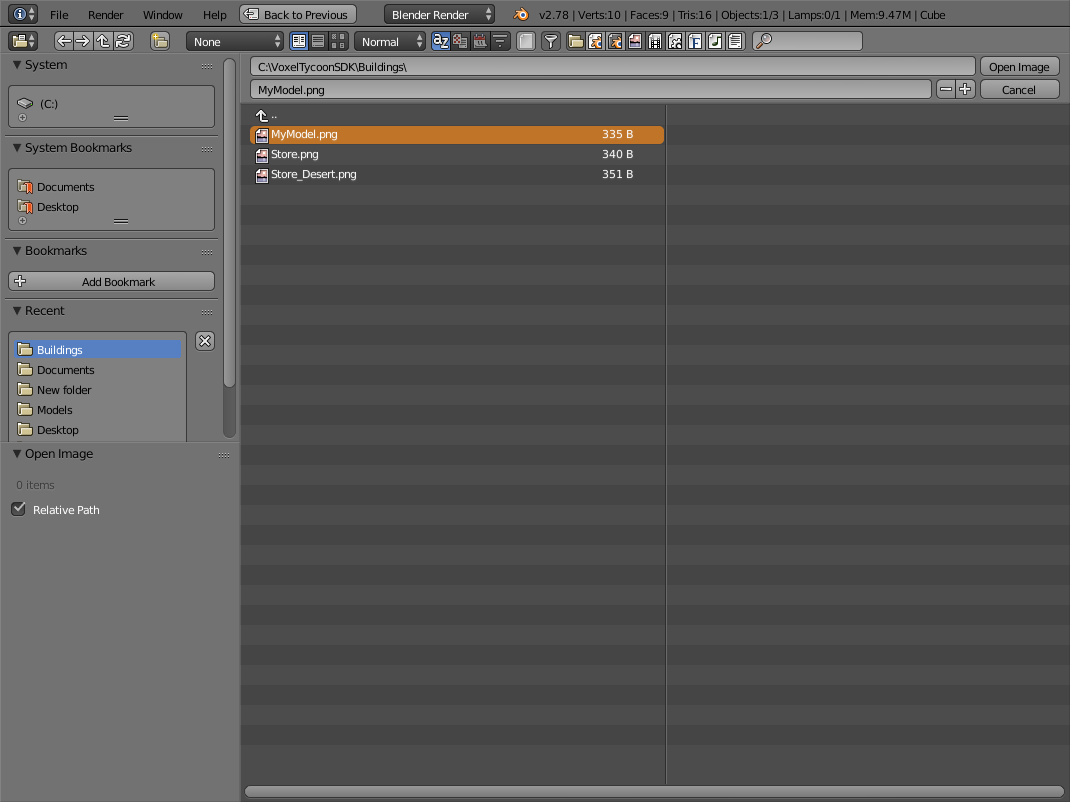 File Render Window Help Back to Previous Blender Render v2.78 | Verts:10 | Faces:9 | Tris:16 | Objects:1/3 | Lamps:0/1 | Mem:9.47M | Cube
None Normal
System
(C:)
System Bookmarks
Documents
Desktop
Bookmarks
Add Bookmark
Recent
Buildings
Documents
New folder
Models
Desktop
Open Image
0 items
Relative Path
C:\VoxelTycoonSDK\Buildings\ Open Image
MyModel.png Cancel
..
MyModel.png 335 B
Store.png 340 B
Store_Desert.png 351 B